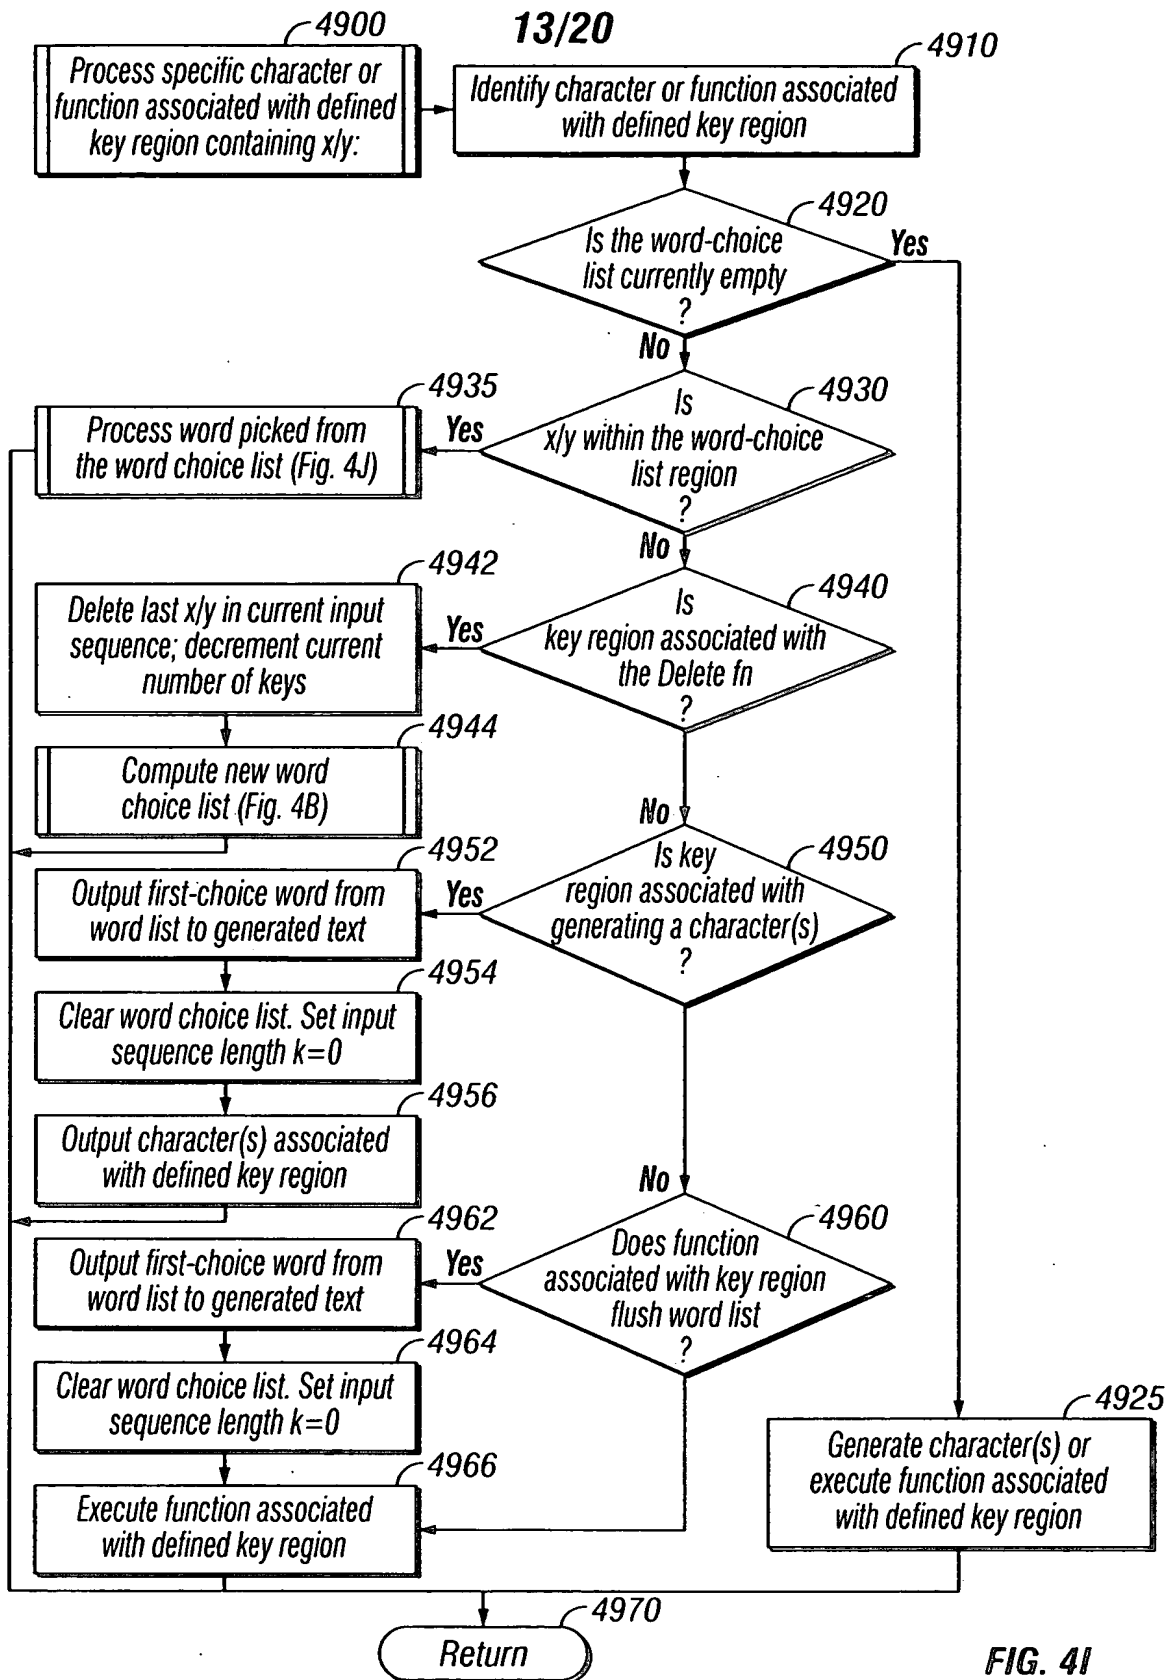 13/20
4900
Process specific character or
function associated with defined
key region containing x/y:
4910
Identify character or function associated
with defined key region
4920
Is the word-choice
list currently empty
?
Yes
No
4930
Is
x/y within the word-choice
list region
?
Yes
No
4935
Process word picked from
the word choice list (Fig. 4J)
4940
Is
key region associated with
the Delete fn
?
Yes
No
4942
Delete last x/y in current input
sequence; decrement current
number of keys
4944
Compute new word
choice list (Fig. 4B)
4950
Is key
region associated with
generating a character(s)
?
Yes
No
4952
Output first-choice word from
word list to generated text
4954
Clear word choice list. Set input
sequence length k=0
4956
Output character(s) associated
with defined key region
4960
Does function
associated with key region
flush word list
?
Yes
4962
Output first-choice word from
word list to generated text
4964
Clear word choice list. Set input
sequence length k=0
4966
Execute function associated
with defined key region
4925
Generate character(s) or
execute function associated
with defined key region
4970
Return
FIG. 4I